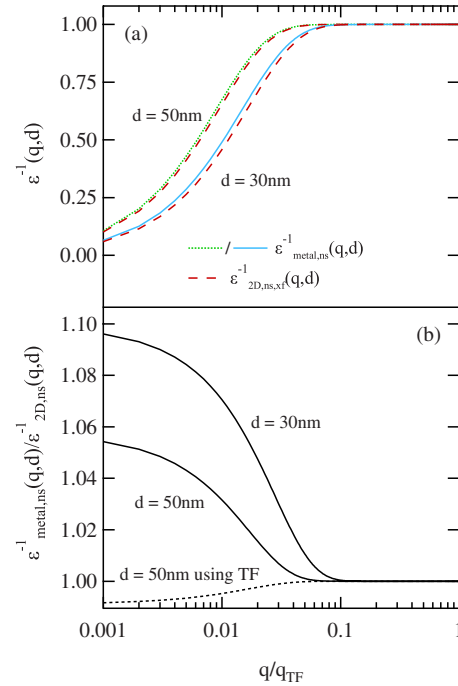 (a)
1.00
0.75
0.50
0.25
0.00
ε⁻¹(q,d)
d = 50nm
d = 30nm
/ ε⁻¹metal,ns(q,d)
ε⁻¹2D,ns,xf(q,d)
(b)
1.10
1.08
1.06
1.04
1.02
1.00
ε⁻¹metal,ns(q,d)/ε⁻¹2D,ns(q,d)
d = 30nm
d = 50nm
d = 50nm using TF
0.001 0.01 0.1 1
q/qTF